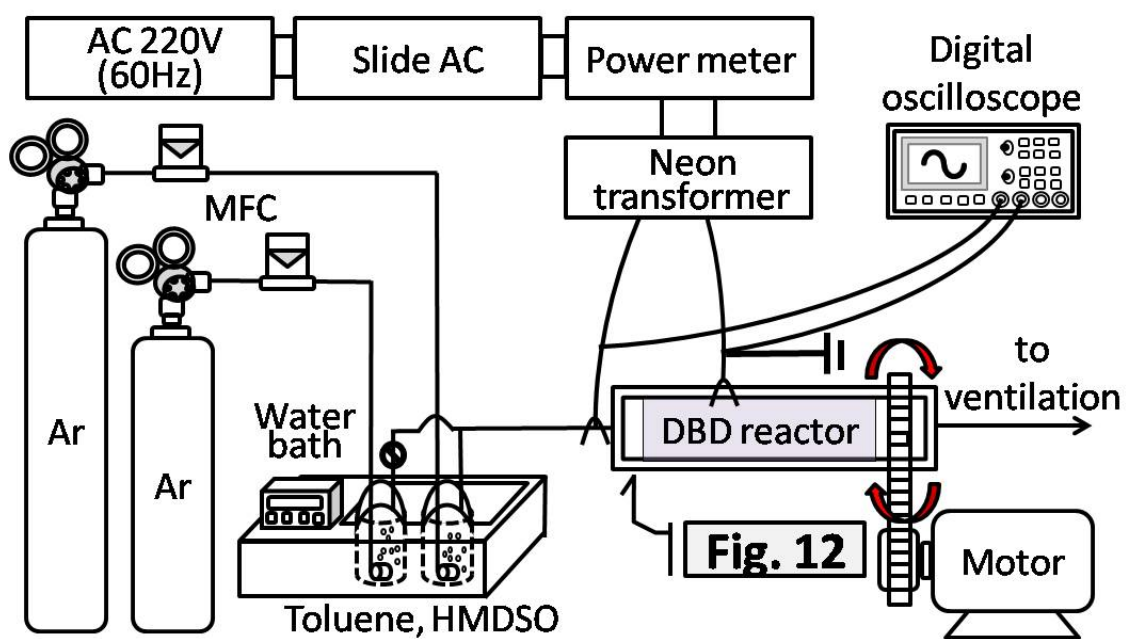 AC 220V
(60Hz)
Slide AC
Power meter
Digital
oscilloscope
Neon
transformer
MFC
Ar
Ar
Water
bath
DBD reactor
to
ventilation
Fig. 12
Motor
Toluene, HMDSO